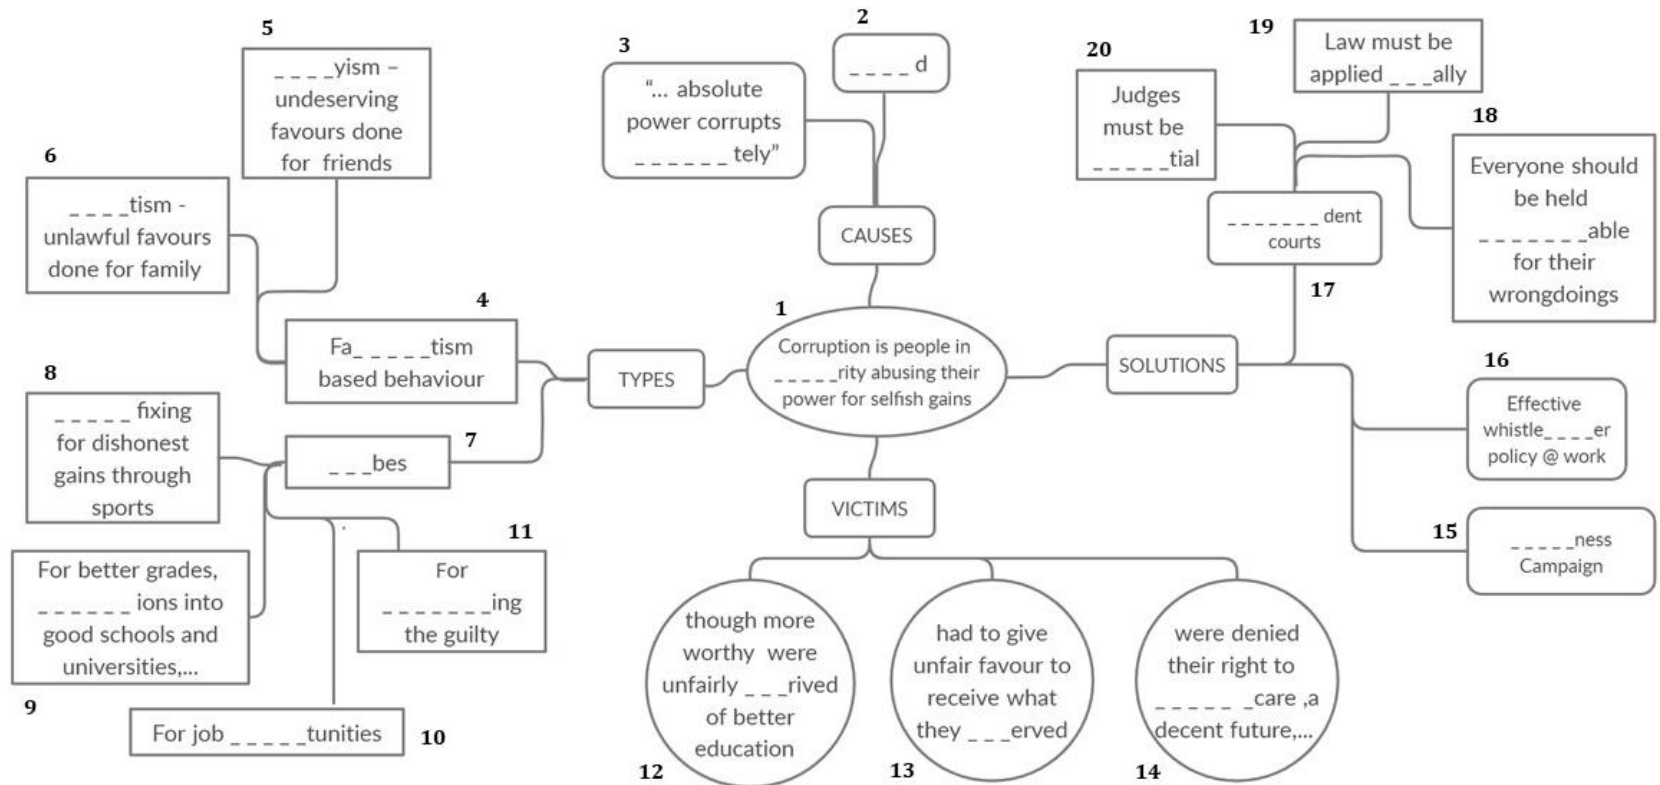 5
2
19
_ _ _ _yism –
undeserving
favours done
for friends
3
_ _ _ _ d
20
Law must be
applied _ _ _ally
"... absolute
power corrupts
_ _ _ _ _ _ tely"
Judges
must be
_ _ _ _ _tial
18
6
Everyone should
be held
_ _ _ _ _ _ _able
for their
wrongdoings
_ _ _ _tism -
unlawful favours
done for family
CAUSES
_ _ _ _ _ _ _ dent
courts
17
4
1
Fa_ _ _ _ _tism
based behaviour
TYPES
Corruption is people in
_ _ _ _ _rity abusing their
power for selfish gains
SOLUTIONS
16
8
Effective
whistle_ _ _ _er
policy @ work
_ _ _ _ _ fixing
for dishonest
gains through
sports
7
_ _ _bes
VICTIMS
15
_ _ _ _ _ness
Campaign
11
For better grades,
_ _ _ _ _ _ ions into
good schools and
universities,...
For
_ _ _ _ _ _ _ing
the guilty
though more
worthy were
unfairly _ _ _rived
of better
education
had to give
unfair favour to
receive what
they _ _ _erved
were denied
their right to
_ _ _ _ _ _care ,a
decent future,...
9
For job _ _ _ _ _tunities
10
12
13
14